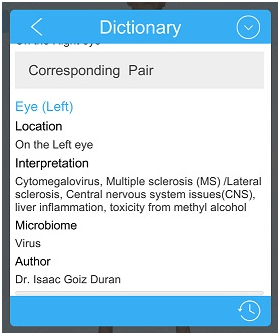 Dictionary
On the Right eye
Corresponding Pair
Eye (Left)
Location
On the Left eye
Interpretation
Cytomegalovirus, Multiple sclerosis (MS) /Lateral
sclerosis, Central nervous system issues(CNS),
liver inflammation, toxicity from methyl alcohol
Microbiome
Virus
Author
Dr. Isaac Goiz Duran